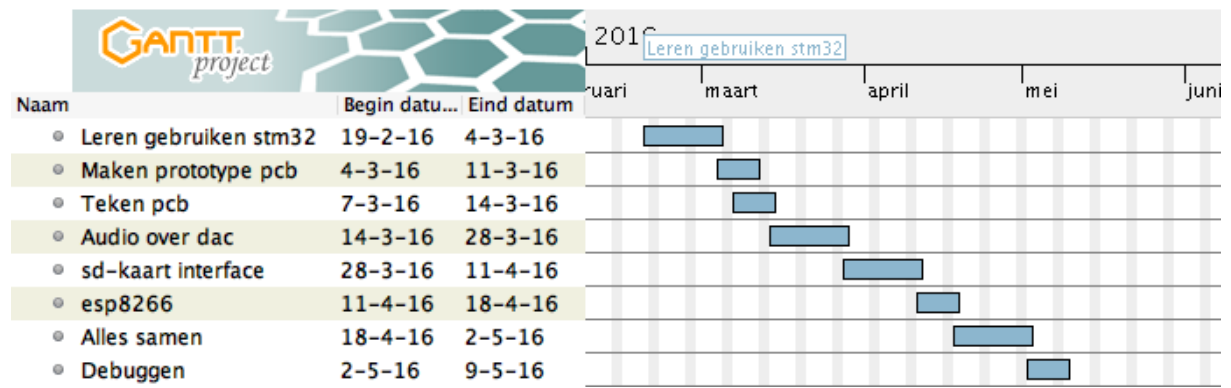 GANTT
project
2016
Leren gebruiken stm32
ruari maart april mei juni
Naam Begin datu... Eind datum
Leren gebruiken stm32 19-2-16 4-3-16
Maken prototype pcb 4-3-16 11-3-16
Teken pcb 7-3-16 14-3-16
Audio over dac 14-3-16 28-3-16
sd-kaart interface 28-3-16 11-4-16
esp8266 11-4-16 18-4-16
Alles samen 18-4-16 2-5-16
Debuggen 2-5-16 9-5-16